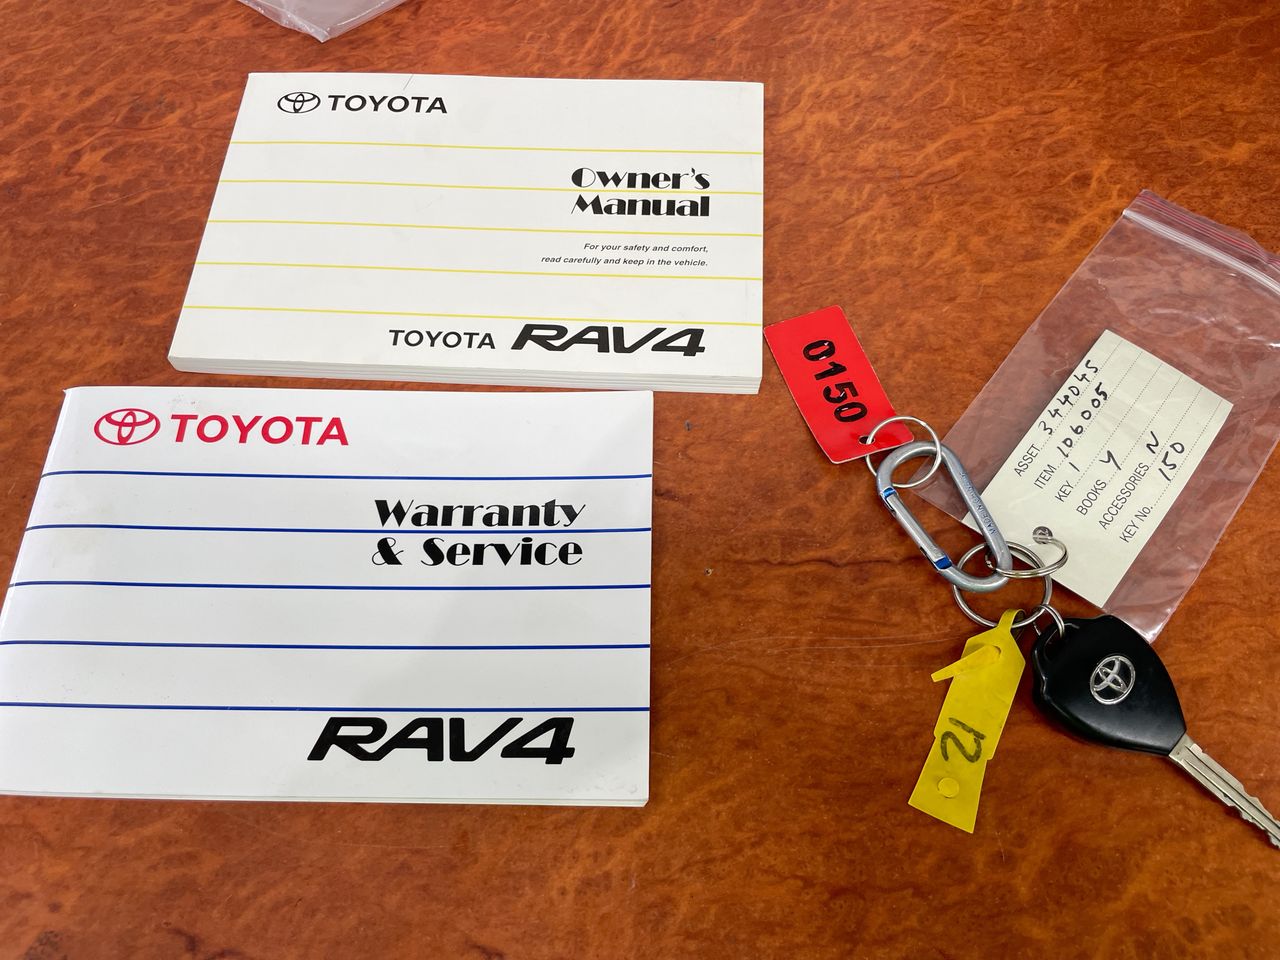 TOYOTA
Owner's
Manual
For your safety and comfort,
read carefully and keep in the vehicle.
TOYOTA RAV4
TOYOTA
Warranty
& Service
RAV4
0150
ASSET 344045
ITEM 106005
KEY 1
BOOKS Y
ACCESSORIES N
KEY No. 150
21